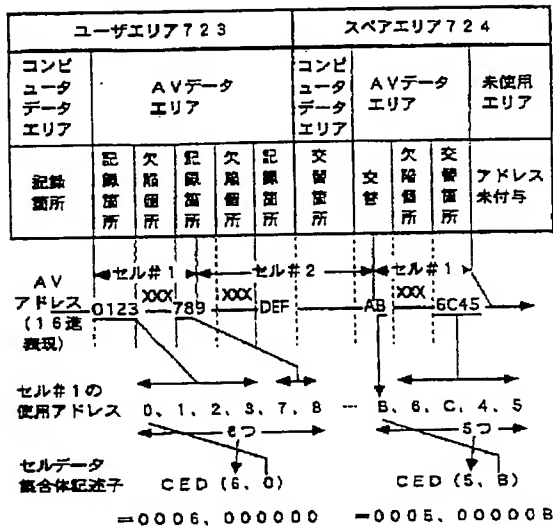 ユーザエリア723 スペアエリア724
コンピュータデータエリア AVデータエリア コンピュータデータエリア AVデータエリア 未使用エリア
記録箇所 記録箇所 欠陥個所 記録箇所 欠陥個所 記録箇所 交替箇所 交替 欠陥個所 交替箇所 アドレス未付与
セル#1 セル#2 セル#1
AVアドレス(16進表現) 0123 XXX 789 XXX DEF AB XXX 6C45
セル#1の
使用アドレス 0、1、2、3、7、8 … B、6、C、4、5
6つ 5つ
セルデータ
集合体記述子 CED(6、0) CED(5、B)
=0006、000000 =0005、00000B